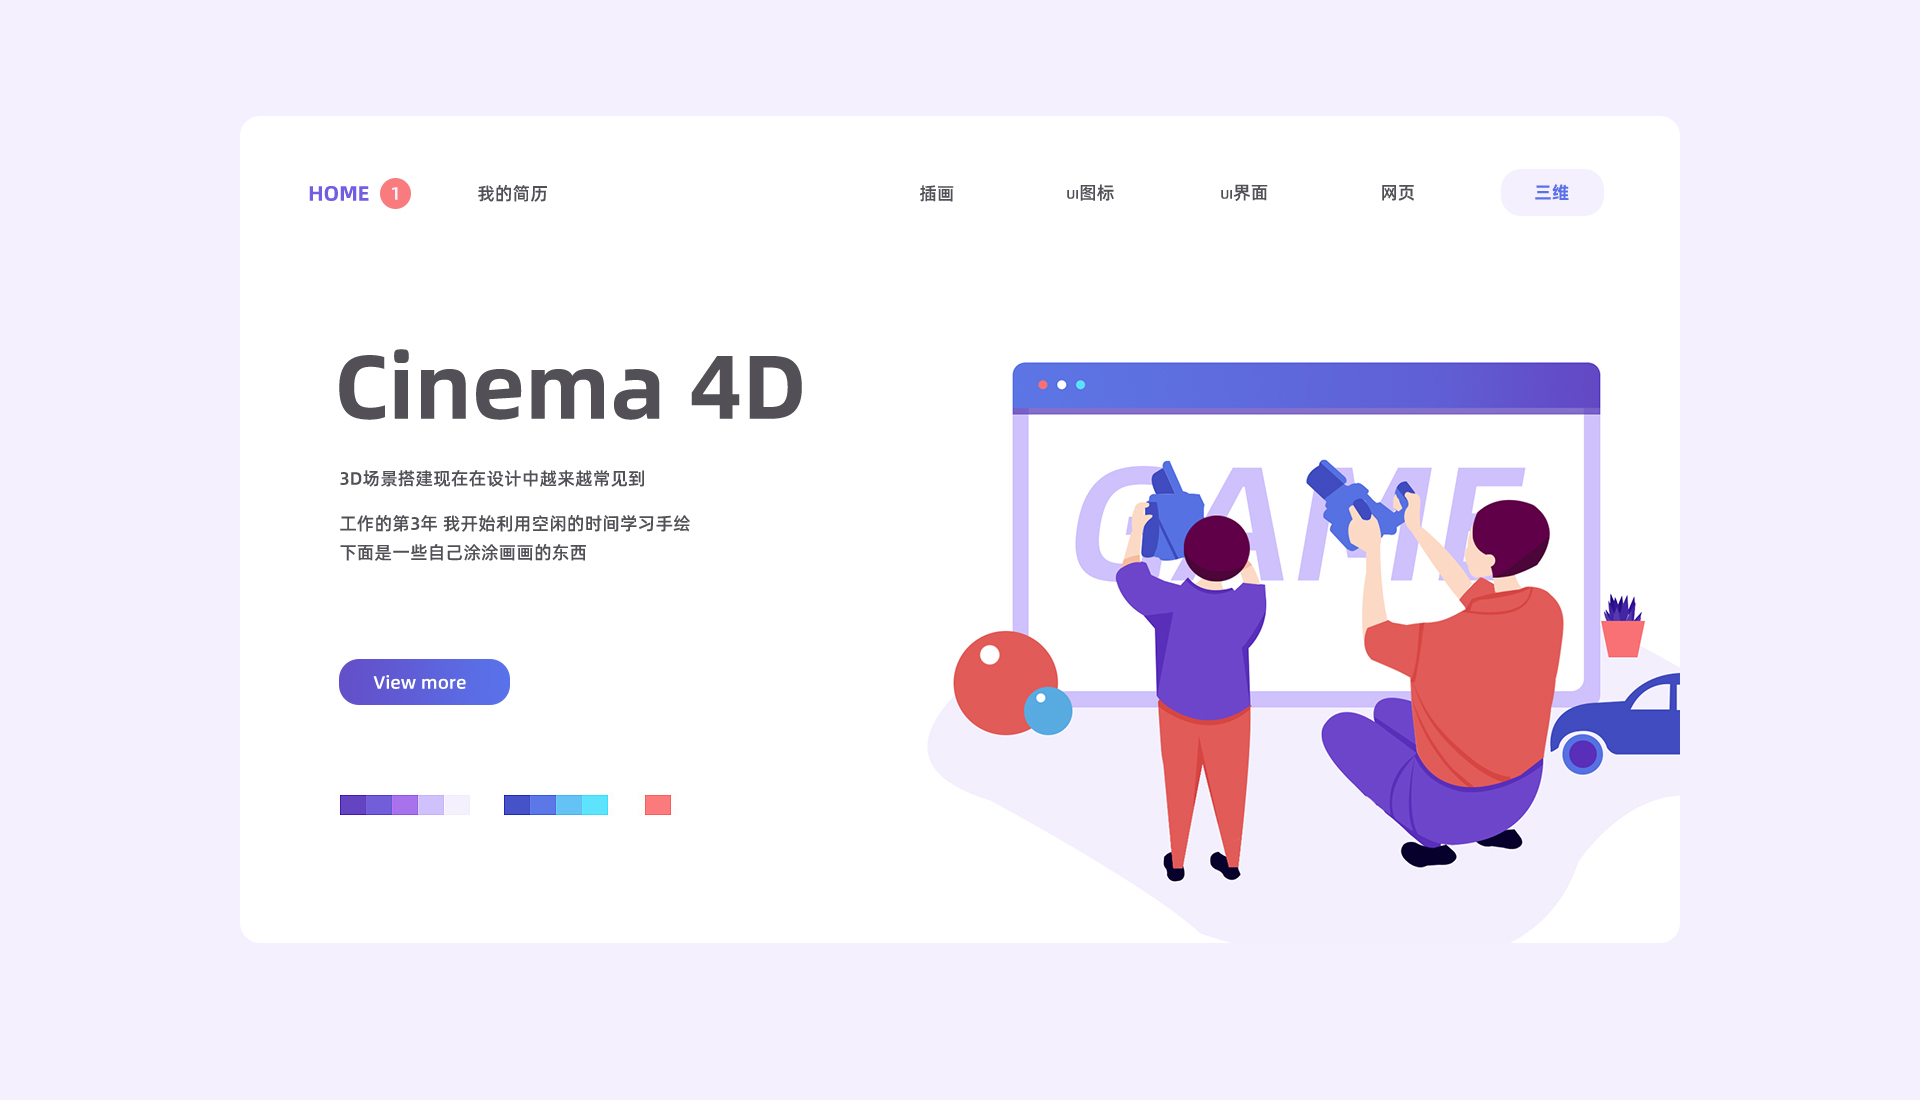 HOME 1 我的简历 插画 UI图标 UI界面 网页 三维
Cinema 4D
GAME
3D场景搭建现在在设计中越来越常见到
工作的第3年 我开始利用空闲的时间学习手绘
下面是一些自己涂涂画画的东西
View more